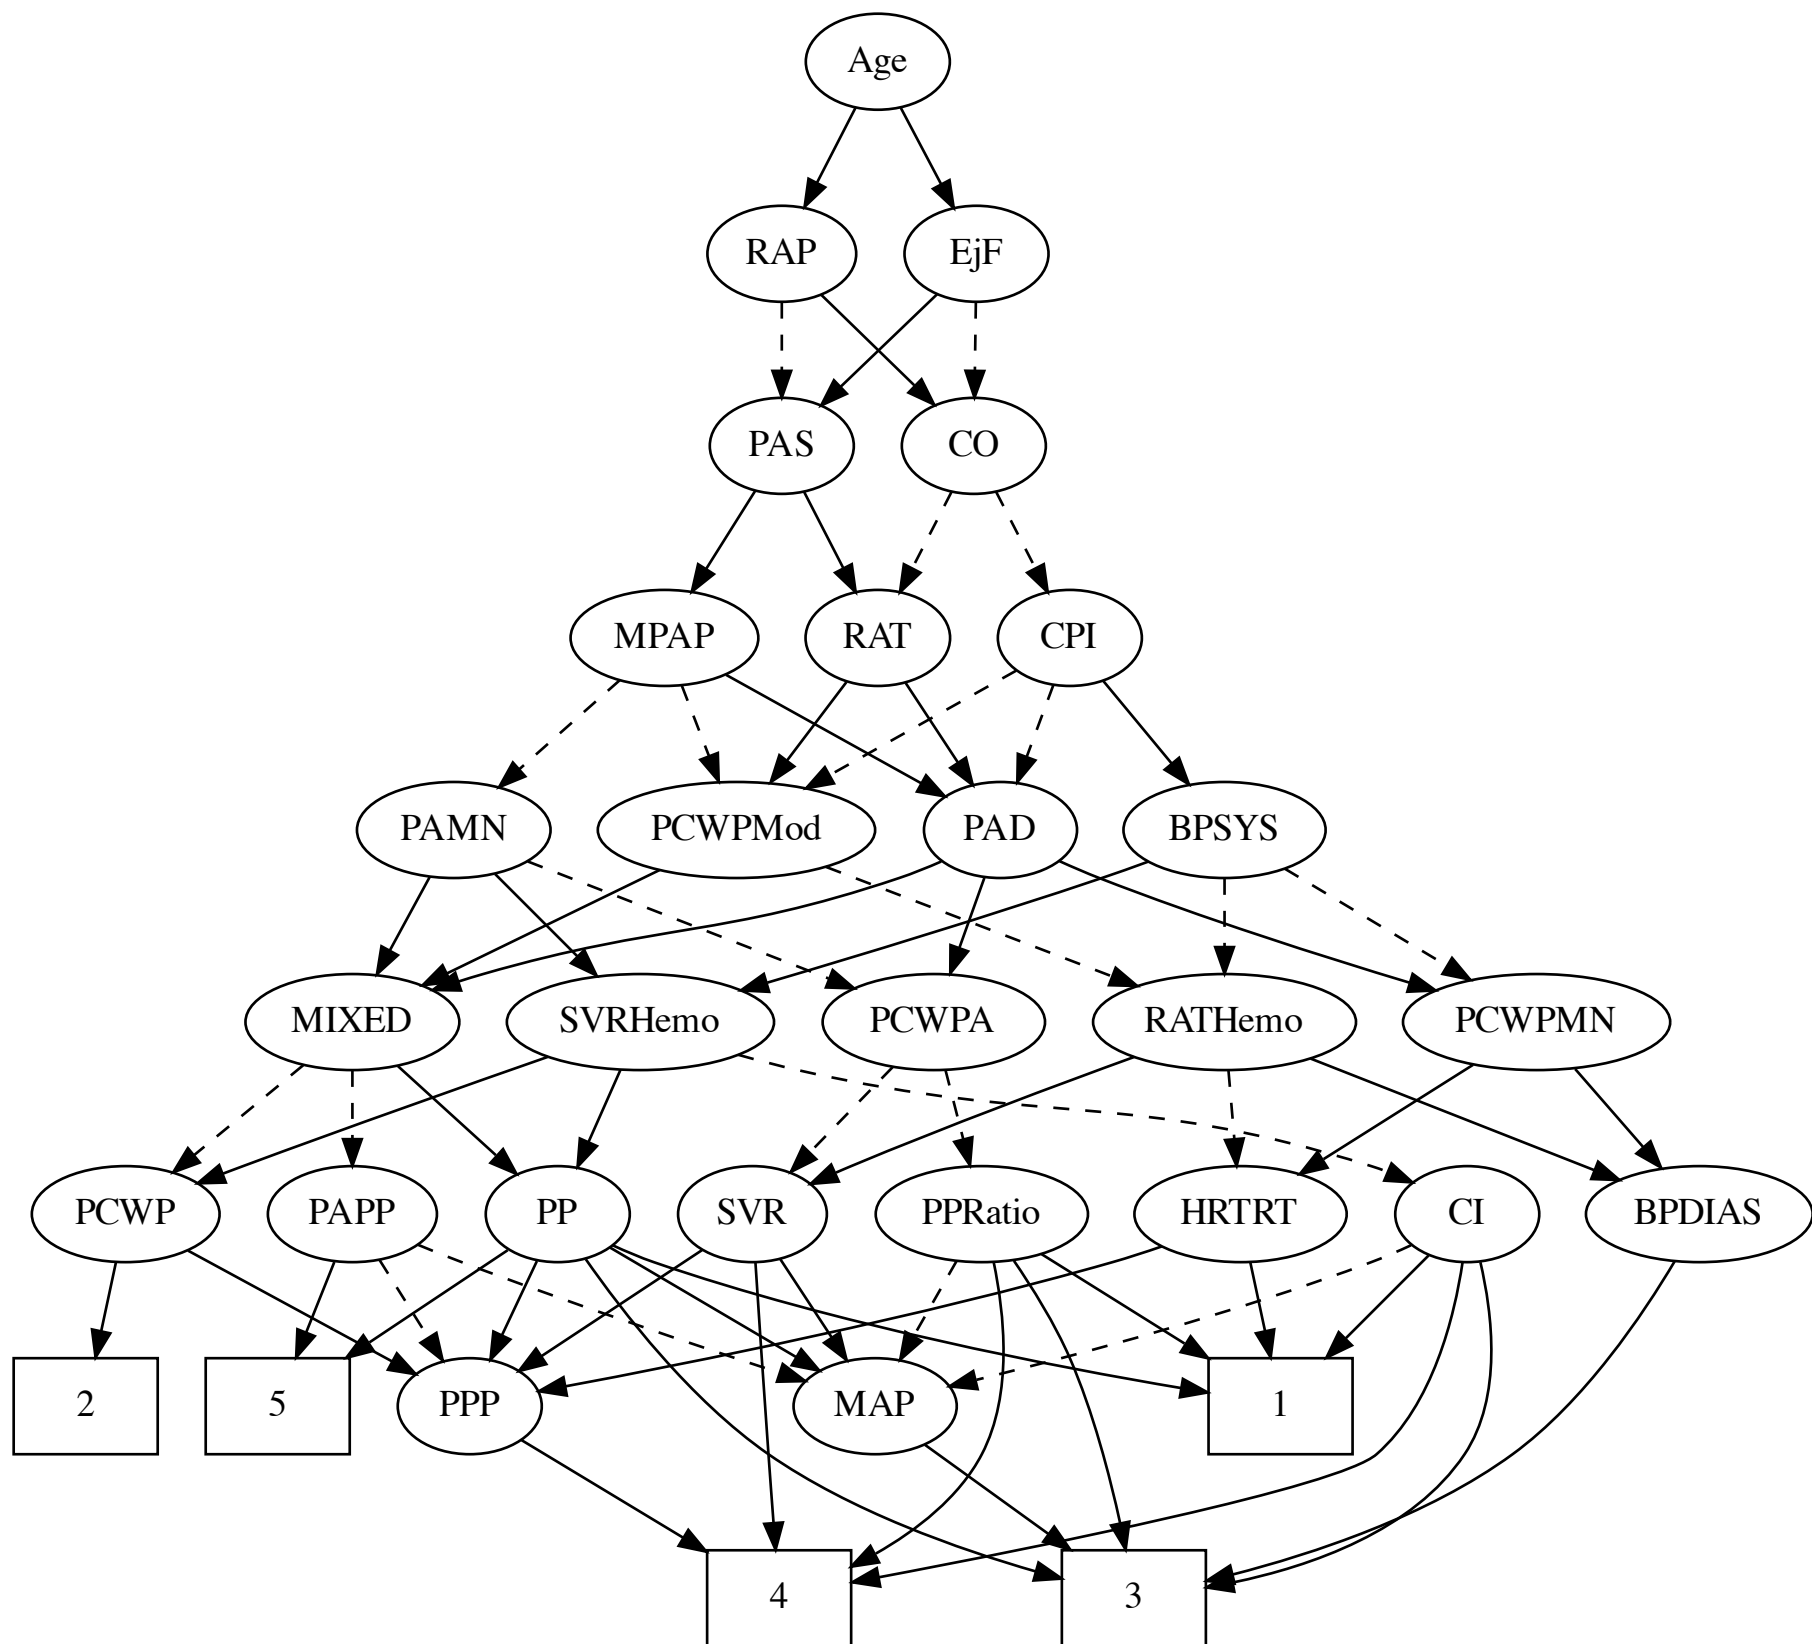 Age
RAP
EjF
PAS
CO
MPAP
RAT
CPI
PAMN
PCWPMod
PAD
BPSYS
MIXED
SVRHemo
PCWPA
RATHemo
PCWPMN
PCWP
PAPP
PP
SVR
PPRatio
HRTRT
CI
BPDIAS
2
5
PPP
MAP
1
4
3